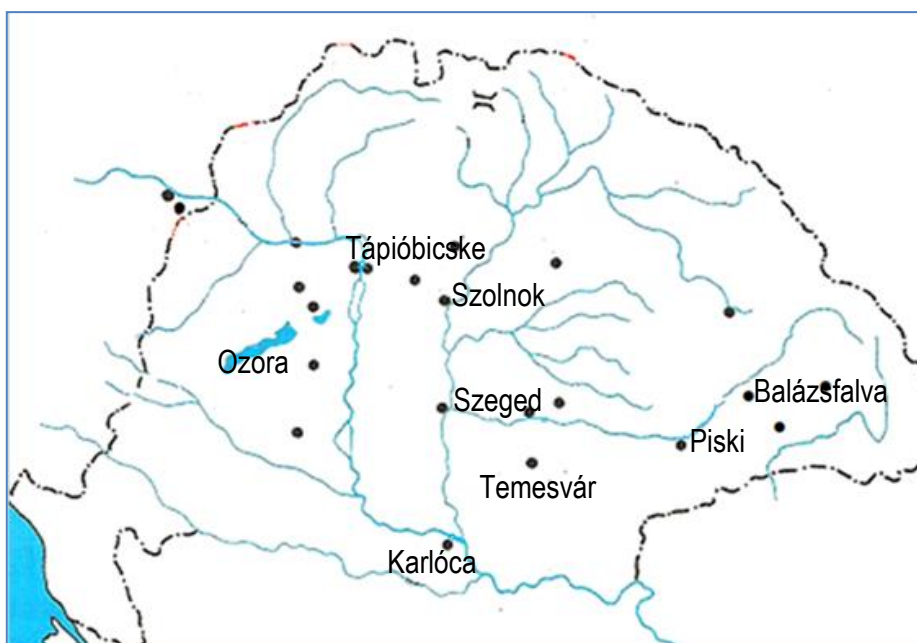 Tápióbicske
Szolnok
Ozora
Balázsfalva
Szeged
Piski
Temesvár
Karlóca